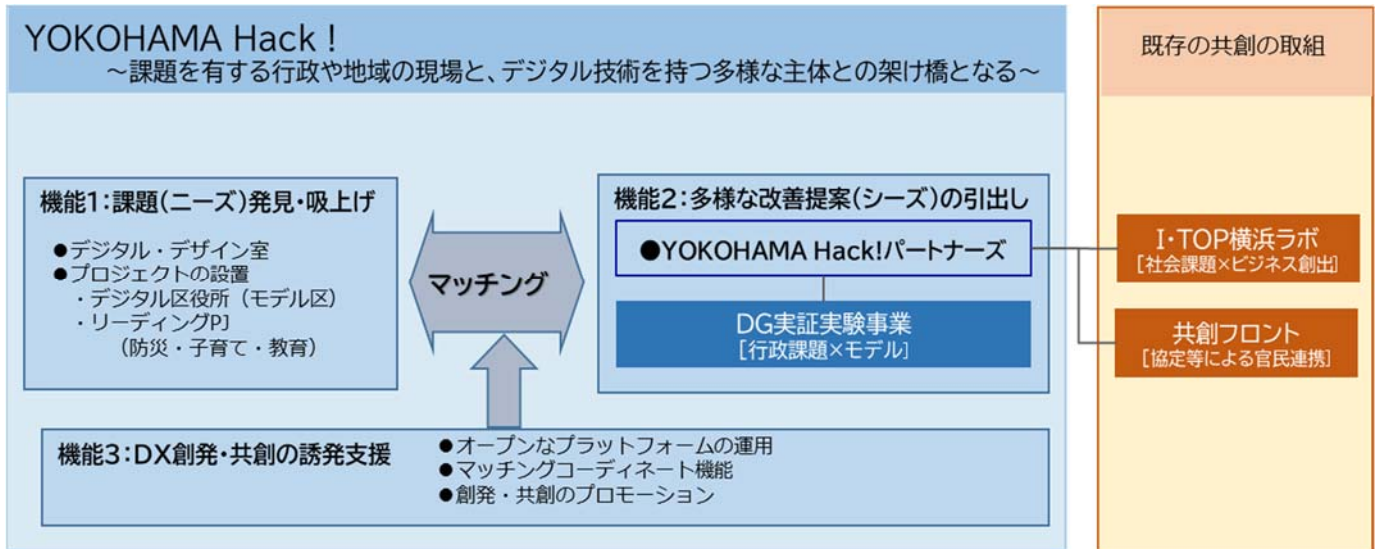 YOKOHAMA Hack!
～課題を有する行政や地域の現場と、デジタル技術を持つ多様な主体との架け橋となる～
機能1:課題(ニーズ)発見・吸上げ
●デジタル・デザイン室
●プロジェクトの設置
・デジタル区役所（モデル区）
・リーディングPJ
（防災・子育て・教育）
マッチング
機能2:多様な改善提案(シーズ)の引出し
●YOKOHAMA Hack!パートナーズ
DG実証実験事業
[行政課題×モデル]
機能3:DX創発・共創の誘発支援
●オープンなプラットフォームの運用
●マッチングコーディネート機能
●創発・共創のプロモーション
既存の共創の取組
I・TOP横浜ラボ
[社会課題×ビジネス創出]
共創フロント
[協定等による官民連携]